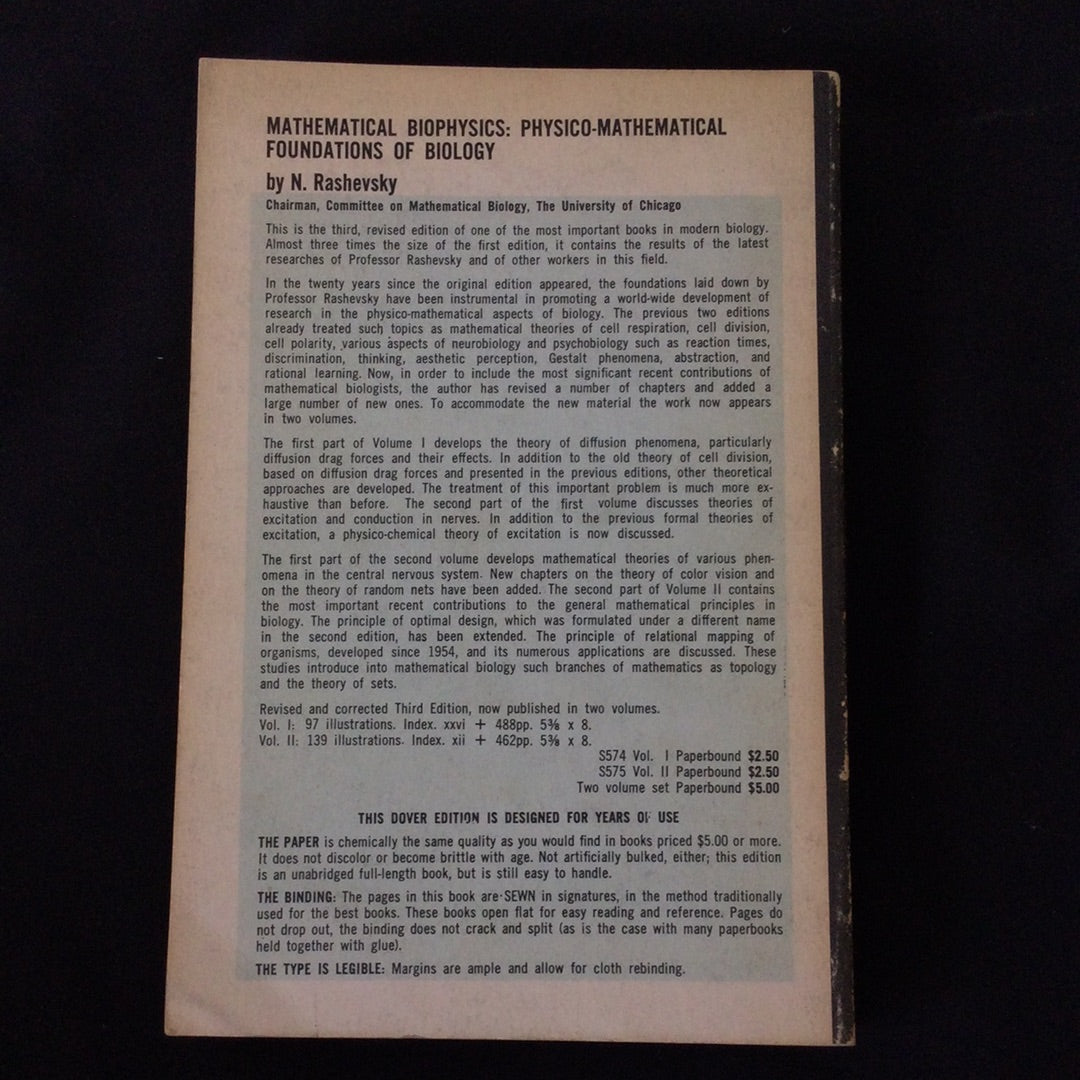 MATHEMATICAL BIOPHYSICS: PHYSICO-MATHEMATICAL
FOUNDATIONS OF BIOLOGY
by N. Rashevsky
Chairman, Committee on Mathematical Biology, The University of Chicago
This is the third, revised edition of one of the most important books in modern biology.
Almost three times the size of the first edition, it contains the results of the latest
researches of Professor Rashevsky and of other workers in this field.
In the twenty years since the original edition appeared, the foundations laid down by
Professor Rashevsky have been instrumental in promoting a world-wide development of
research in the physico-mathematical aspects of biology. The previous two editions
already treated such topics as mathematical theories of cell respiration, cell division,
cell polarity, various aspects of neurobiology and psychobiology such as reaction times,
discrimination, thinking, aesthetic perception, Gestalt phenomena, abstraction, and
rational learning. Now, in order to include the most significant recent contributions of
mathematical biologists, the author has revised a number of chapters and added a
large number of new ones. To accommodate the new material the work now appears
in two volumes.
The first part of Volume I develops the theory of diffusion phenomena, particularly
diffusion drag forces and their effects. In addition to the old theory of cell division,
based on diffusion drag forces and presented in the previous editions, other theoretical
approaches are developed. The treatment of this important problem is much more ex-
haustive than before. The second part of the first volume discusses theories of
excitation and conduction in nerves. In addition to the previous formal theories of
excitation, a physico-chemical theory of excitation is now discussed.
The first part of the second volume develops mathematical theories of various phen-
omena in the central nervous system. New chapters on the theory of color vision and
on the theory of random nets have been added. The second part of Volume II contains
the most important recent contributions to the general mathematical principles in
biology. The principle of optimal design, which was formulated under a different name
in the second edition, has been extended. The principle of relational mapping of
organisms, developed since 1954, and its numerous applications are discussed. These
studies introduce into mathematical biology such branches of mathematics as topology
and the theory of sets.
Revised and corrected Third Edition, now published in two volumes.
Vol. I: 97 illustrations. Index. xxvi + 488pp. 5⅜ x 8.
Vol. II: 139 illustrations. Index. xii + 462pp. 5⅜ x 8.
S574 Vol. I Paperbound $2.50
S575 Vol. II Paperbound $2.50
Two volume set Paperbound $5.00
THIS DOVER EDITION IS DESIGNED FOR YEARS OF USE
THE PAPER is chemically the same quality as you would find in books priced $5.00 or more.
It does not discolor or become brittle with age. Not artificially bulked, either; this edition
is an unabridged full-length book, but is still easy to handle.
THE BINDING: The pages in this book are SEWN in signatures, in the method traditionally
used for the best books. These books open flat for easy reading and reference. Pages do
not drop out, the binding does not crack and split (as is the case with many paperbooks
held together with glue).
THE TYPE IS LEGIBLE: Margins are ample and allow for cloth rebinding.